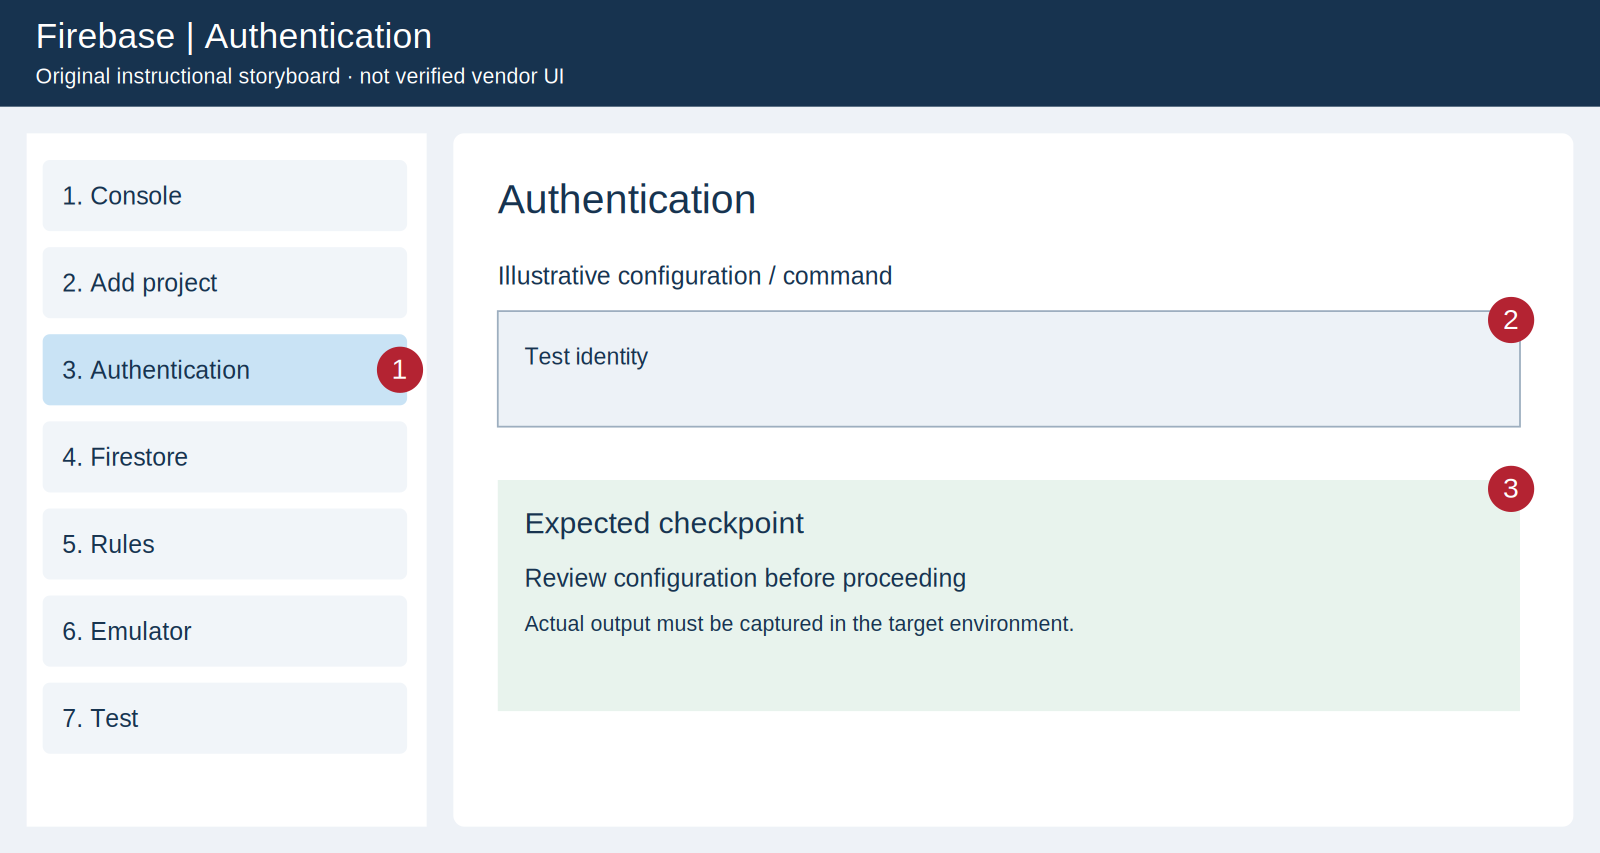 Firebase | Authentication
Original instructional storyboard · not verified vendor UI
1. Console
2. Add project
3. Authentication
1
4. Firestore
5. Rules
6. Emulator
7. Test
Authentication
Illustrative configuration / command
2
Test identity
3
Expected checkpoint
Review configuration before proceeding
Actual output must be captured in the target environment.